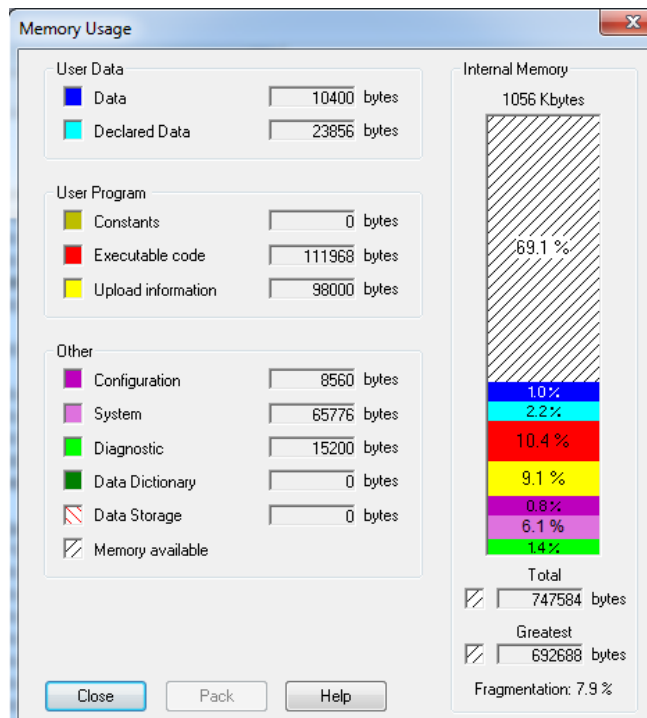 Memory Usage
User Data
Data 10400 bytes
Declared Data 23856 bytes
User Program
Constants 0 bytes
Executable code 111968 bytes
Upload information 98000 bytes
Other
Configuration 8560 bytes
System 65776 bytes
Diagnostic 15200 bytes
Data Dictionary 0 bytes
Data Storage 0 bytes
Memory available
Close Pack Help
Internal Memory
1056 Kbytes
69.1 %
1.0 %
2.2 %
10.4 %
9.1 %
0.8 %
6.1 %
1.4 %
Total
747584 bytes
Greatest
692688 bytes
Fragmentation: 7.9 %